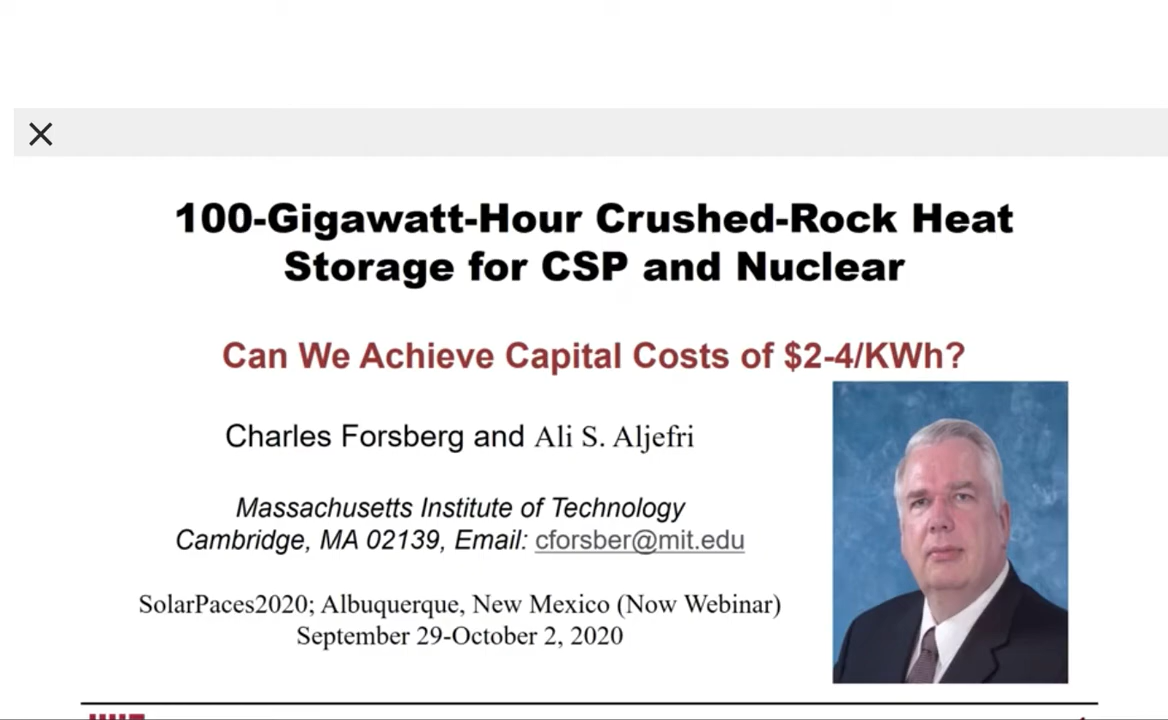 100-Gigawatt-Hour Crushed-Rock Heat
Storage for CSP and Nuclear
Can We Achieve Capital Costs of $2-4/KWh?
Charles Forsberg and Ali S. Aljefri
Massachusetts Institute of Technology
Cambridge, MA 02139, Email: cforsber@mit.edu
SolarPaces2020; Albuquerque, New Mexico (Now Webinar)
September 29-October 2, 2020